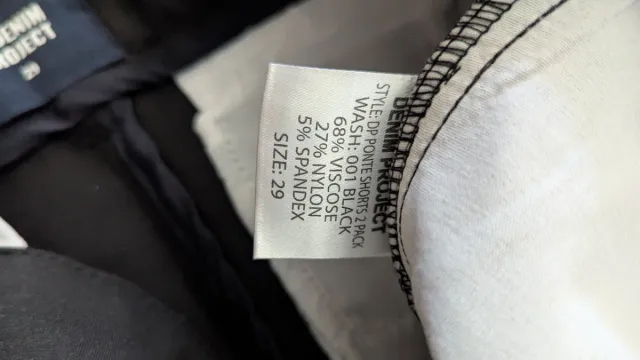 DENIM
PROJECT
29
DENIM PROJECT
STYLE: DP PONTE SHORTS 2 PACK
WASH: 001 BLACK
68% VISCOSE
27% NYLON
5% SPANDEX
SIZE: 29